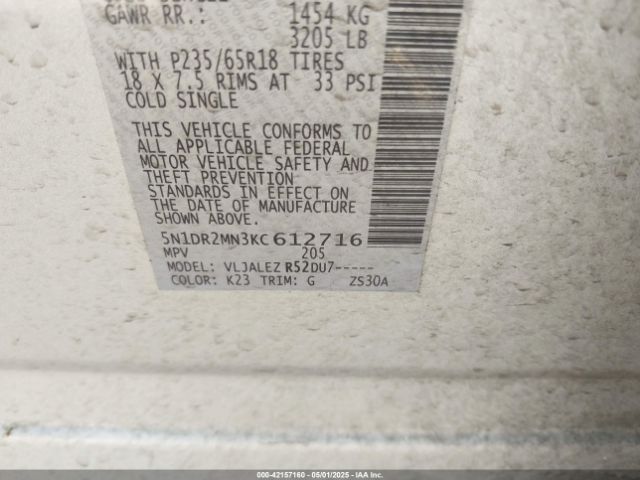 GAWR RR.: 1454 KG
3205 LB
WITH P235/65R18 TIRES
18 X 7.5 RIMS AT 33 PSI
COLD SINGLE
THIS VEHICLE CONFORMS TO
ALL APPLICABLE FEDERAL
MOTOR VEHICLE SAFETY AND
THEFT PREVENTION
STANDARDS IN EFFECT ON
THE DATE OF MANUFACTURE
SHOWN ABOVE.
5N1DR2MN3KC 612716
MPV 205
MODEL: VLJALEZ R52DU7-----
COLOR: K23 TRIM: G ZS30A
000-42157160 - 05/01/2025 - IAA Inc.